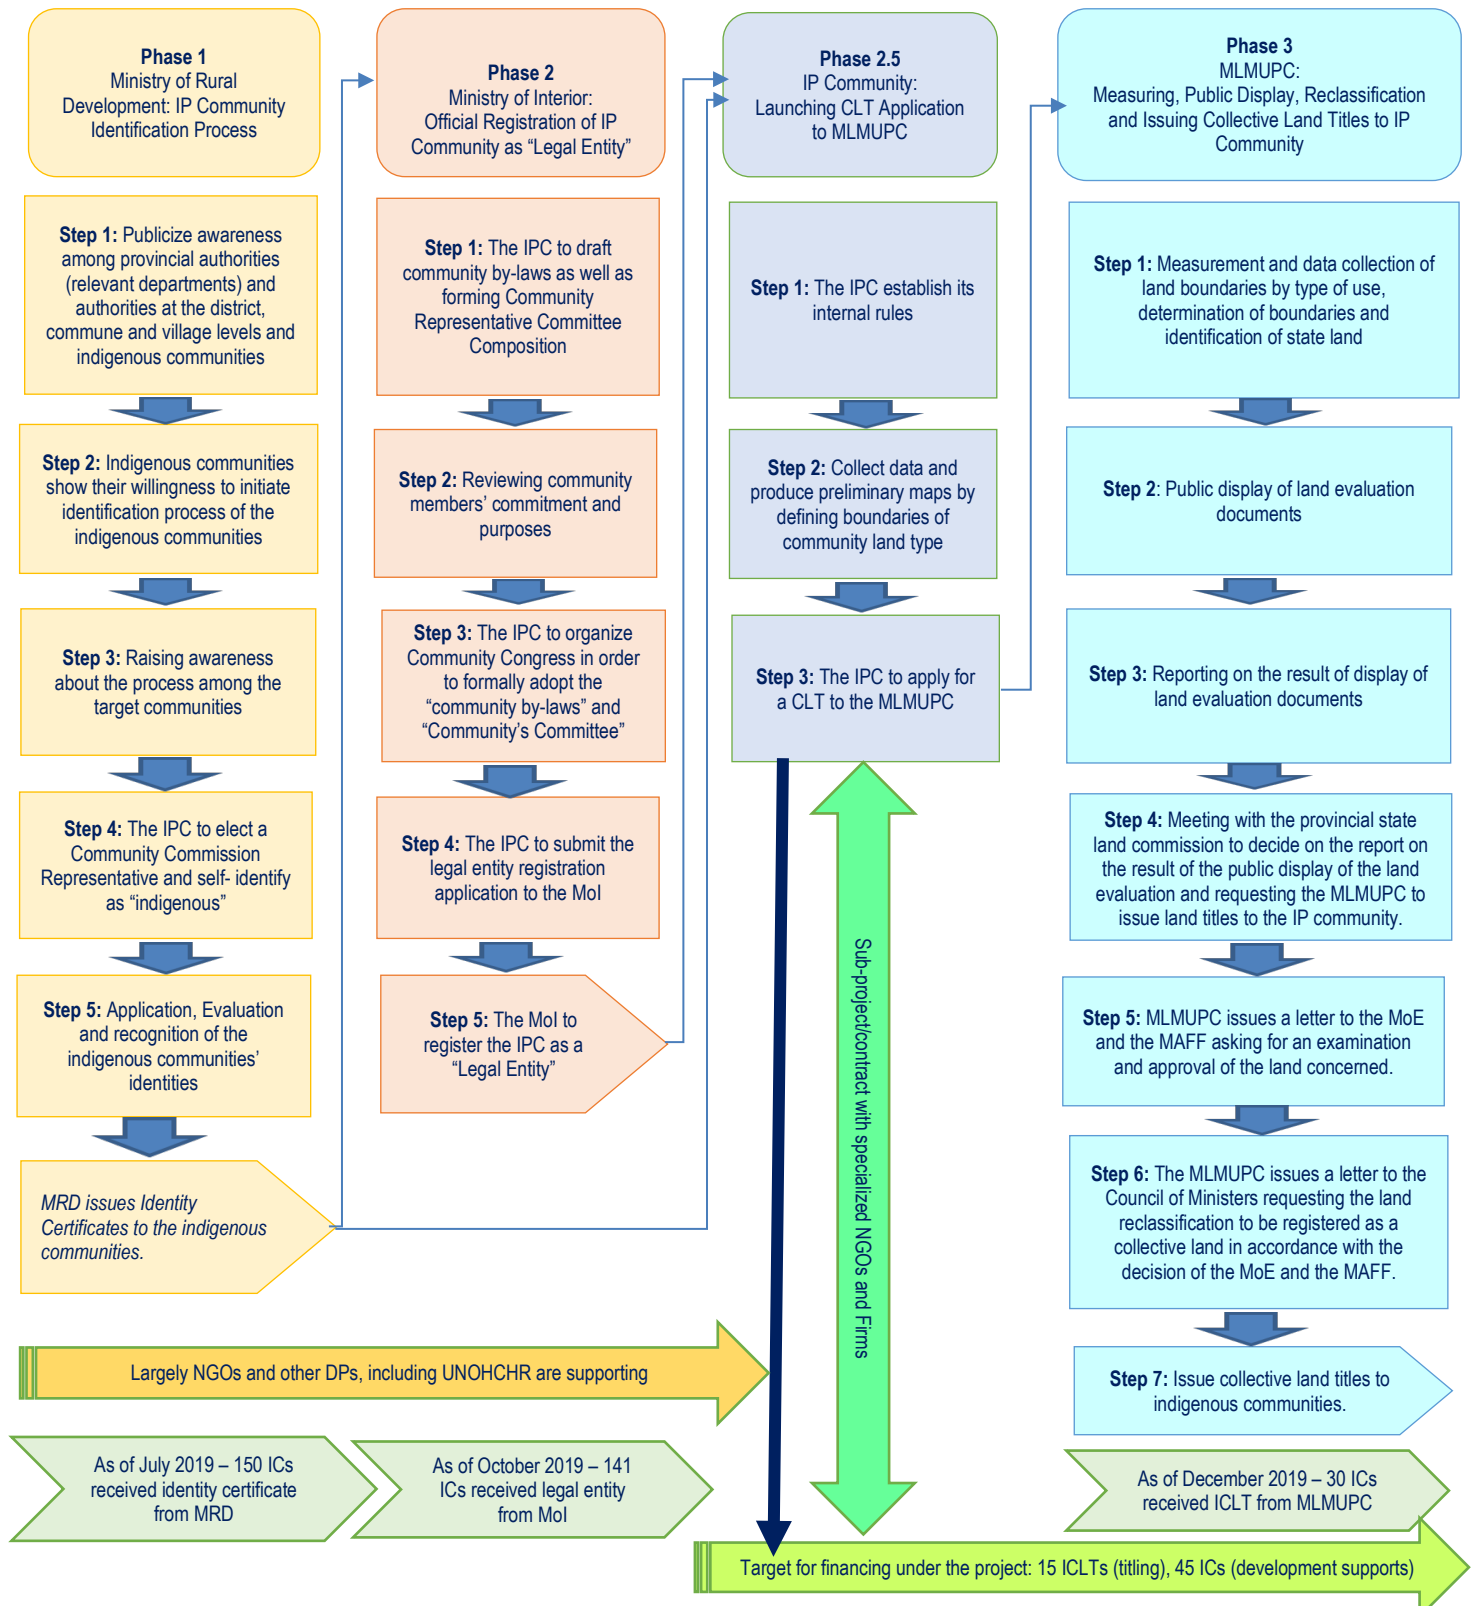 Phase 1
Ministry of Rural
Development: IP Community
Identification Process
Step 1: Publicize awareness
among provincial authorities
(relevant departments) and
authorities at the district,
commune and village levels and
indigenous communities
Step 2: Indigenous communities
show their willingness to initiate
identification process of the
indigenous communities
Step 3: Raising awareness
about the process among the
target communities
Step 4: The IPC to elect a
Community Commission
Representative and self- identify
as “indigenous”
Step 5: Application, Evaluation
and recognition of the
indigenous communities’
identities
MRD issues Identity
Certificates to the indigenous
communities.
Phase 2
Ministry of Interior:
Official Registration of IP
Community as “Legal Entity”
Step 1: The IPC to draft
community by-laws as well as
forming Community
Representative Committee
Composition
Step 2: Reviewing community
members’ commitment and
purposes
Step 3: The IPC to organize
Community Congress in order
to formally adopt the
“community by-laws” and
“Community’s Committee”
Step 4: The IPC to submit the
legal entity registration
application to the MoI
Step 5: The MoI to
register the IPC as a
“Legal Entity”
Phase 2.5
IP Community:
Launching CLT Application
to MLMUPC
Step 1: The IPC establish its
internal rules
Step 2: Collect data and
produce preliminary maps by
defining boundaries of
community land type
Step 3: The IPC to apply for
a CLT to the MLMUPC
Sub-project/contract with specialized NGOs and Firms
Phase 3
MLMUPC:
Measuring, Public Display, Reclassification
and Issuing Collective Land Titles to IP
Community
Step 1: Measurement and data collection of
land boundaries by type of use,
determination of boundaries and
identification of state land
Step 2: Public display of land evaluation
documents
Step 3: Reporting on the result of display of
land evaluation documents
Step 4: Meeting with the provincial state
land commission to decide on the report on
the result of the public display of the land
evaluation and requesting the MLMUPC to
issue land titles to the IP community.
Step 5: MLMUPC issues a letter to the MoE
and the MAFF asking for an examination
and approval of the land concerned.
Step 6: The MLMUPC issues a letter to the
Council of Ministers requesting the land
reclassification to be registered as a
collective land in accordance with the
decision of the MoE and the MAFF.
Step 7: Issue collective land titles to
indigenous communities.
Largely NGOs and other DPs, including UNOHCHR are supporting
As of July 2019 – 150 ICs
received identity certificate
from MRD
As of October 2019 – 141
ICs received legal entity
from MoI
As of December 2019 – 30 ICs
received ICLT from MLMUPC
Target for financing under the project: 15 ICLTs (titling), 45 ICs (development supports)